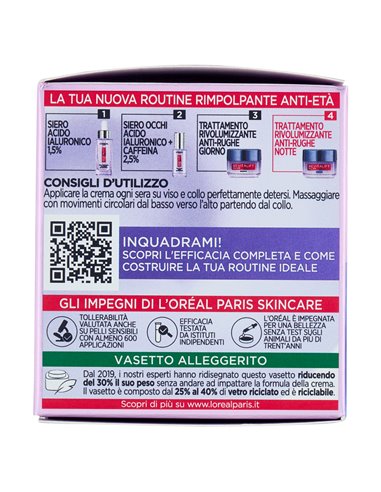 LA TUA NUOVA ROUTINE RIMPOLPANTE ANTI-ETÀ
1
SIERO
ACIDO
IALURONICO
1,5%
2
SIERO OCCHI
ACIDO
IALURONICO +
CAFFEINA
2,5%
3
TRATTAMENTO
RIVOLUMIZZANTE
ANTI-RUGHE
GIORNO
4
TRATTAMENTO
RIVOLUMIZZANTE
ANTI-RUGHE
NOTTE
CONSIGLI D'UTILIZZO
Applicare la crema ogni sera su viso e collo perfettamente detersi. Massaggiare
con movimenti circolari dal basso verso l'alto partendo dal collo.
INQUADRAMI!
SCOPRI L'EFFICACIA COMPLETA E COME
COSTRUIRE LA TUA ROUTINE IDEALE
GLI IMPEGNI DI L'ORÉAL PARIS SKINCARE
TOLLERABILITÀ
VALUTATA ANCHE
SU PELLI SENSIBILI
CON ALMENO 600
APPLICAZIONI
EFFICACIA
TESTATA
DA ISTITUTI
INDIPENDENTI
L'ORÉAL È IMPEGNATA
PER UNA BELLEZZA
SENZA TEST SUGLI
ANIMALI DA PIÙ DI
TRENT'ANNI
VASETTO ALLEGGERITO
Dal 2019, i nostri esperti hanno ridisegnato questo vasetto riducendo
del 30% il suo peso senza andare ad impattare la formula della crema.
Il vasetto è composto dal 25% al 40% di vetro riciclato ed è riciclabile.
Scopri di più su www.lorealparis.it